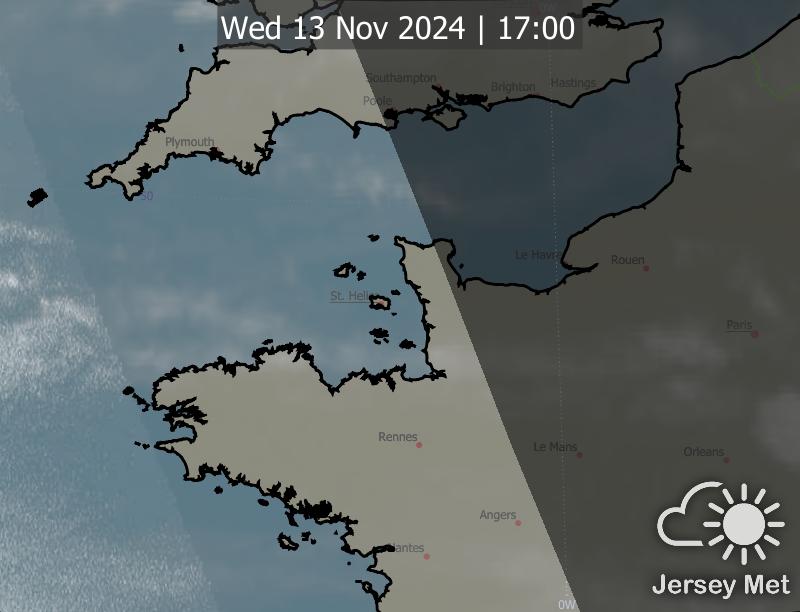 Wed 13 Nov 2024 | 17:00
Southampton
Brighton
Hastings
Poole
Plymouth
50
Le Havre
Rouen
St. Helier
Paris
Rennes
Le Mans
Orleans
Angers
Nantes
0W
Jersey Met